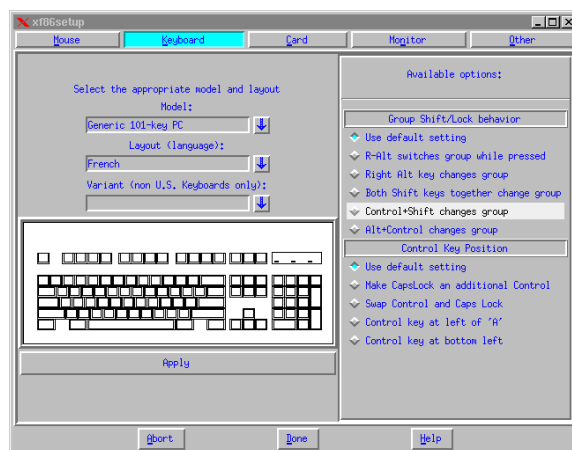 xf86setup
Mouse Keyboard Card Monitor Other
Select the appropriate model and layout
Model:
Generic 101-key PC
Layout (language):
French
Variant (non U.S. Keyboards only):
Apply
Available options:
Group Shift/Lock behavior
Use default setting
R-Alt switches group while pressed
Right Alt key changes group
Both Shift keys together change group
Control+Shift changes group
Alt+Control changes group
Control Key Position
Use default setting
Make CapsLock an additional Control
Swap Control and Caps Lock
Control key at left of 'A'
Control key at bottom left
Abort Done Help